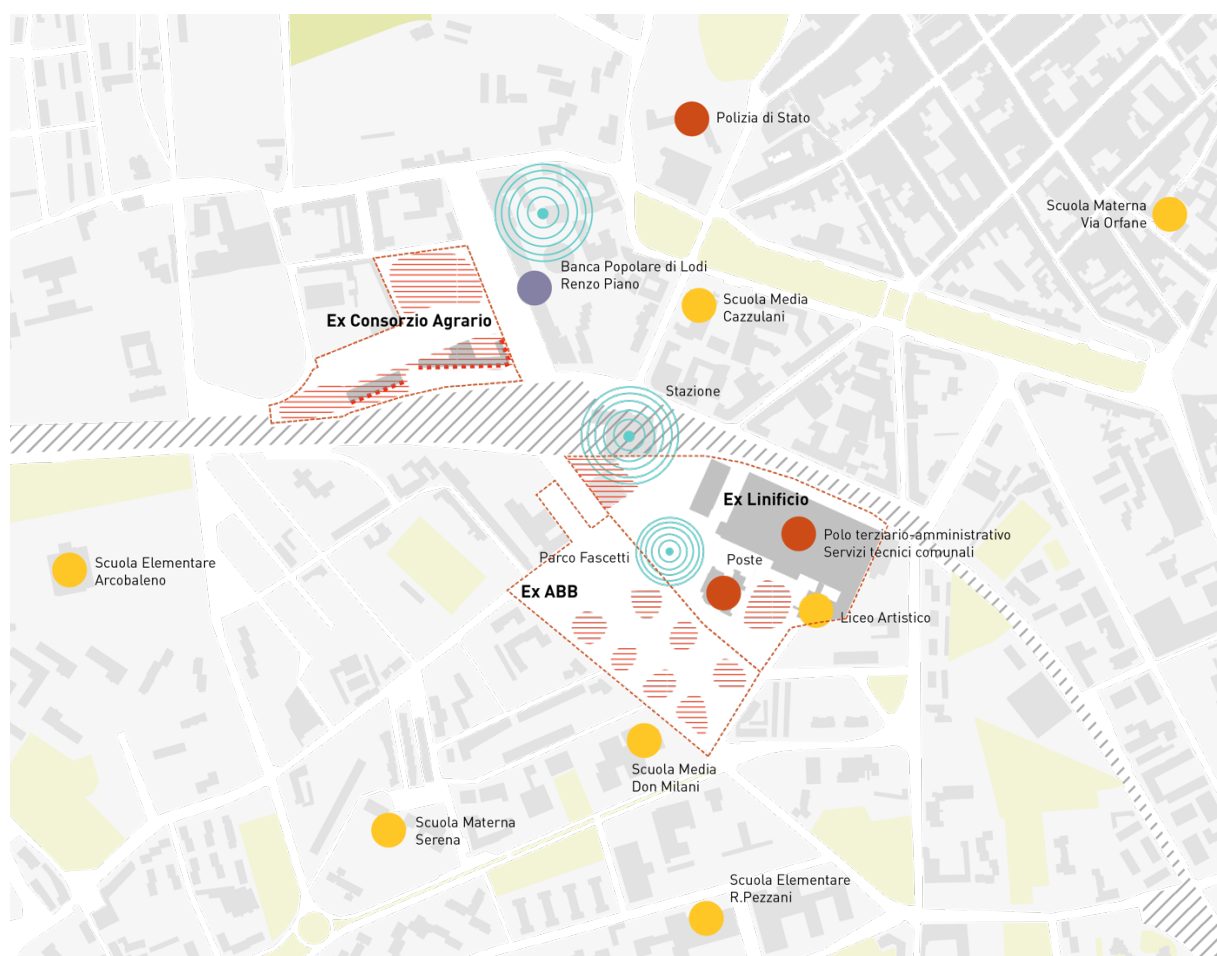 Polizia di Stato
Scuola Materna
Via Orfane
Banca Popolare di Lodi
Renzo Piano
Scuola Media
Cazzulani
Ex Consorzio Agrario
Stazione
Ex Linificio
Polo terziario-amministrativo
Servizi tecnici comunali
Parco Fascetti
Poste
Scuola Elementare
Arcobaleno
Ex ABB
Liceo Artistico
Scuola Media
Don Milani
Scuola Materna
Serena
Scuola Elementare
R.Pezzani